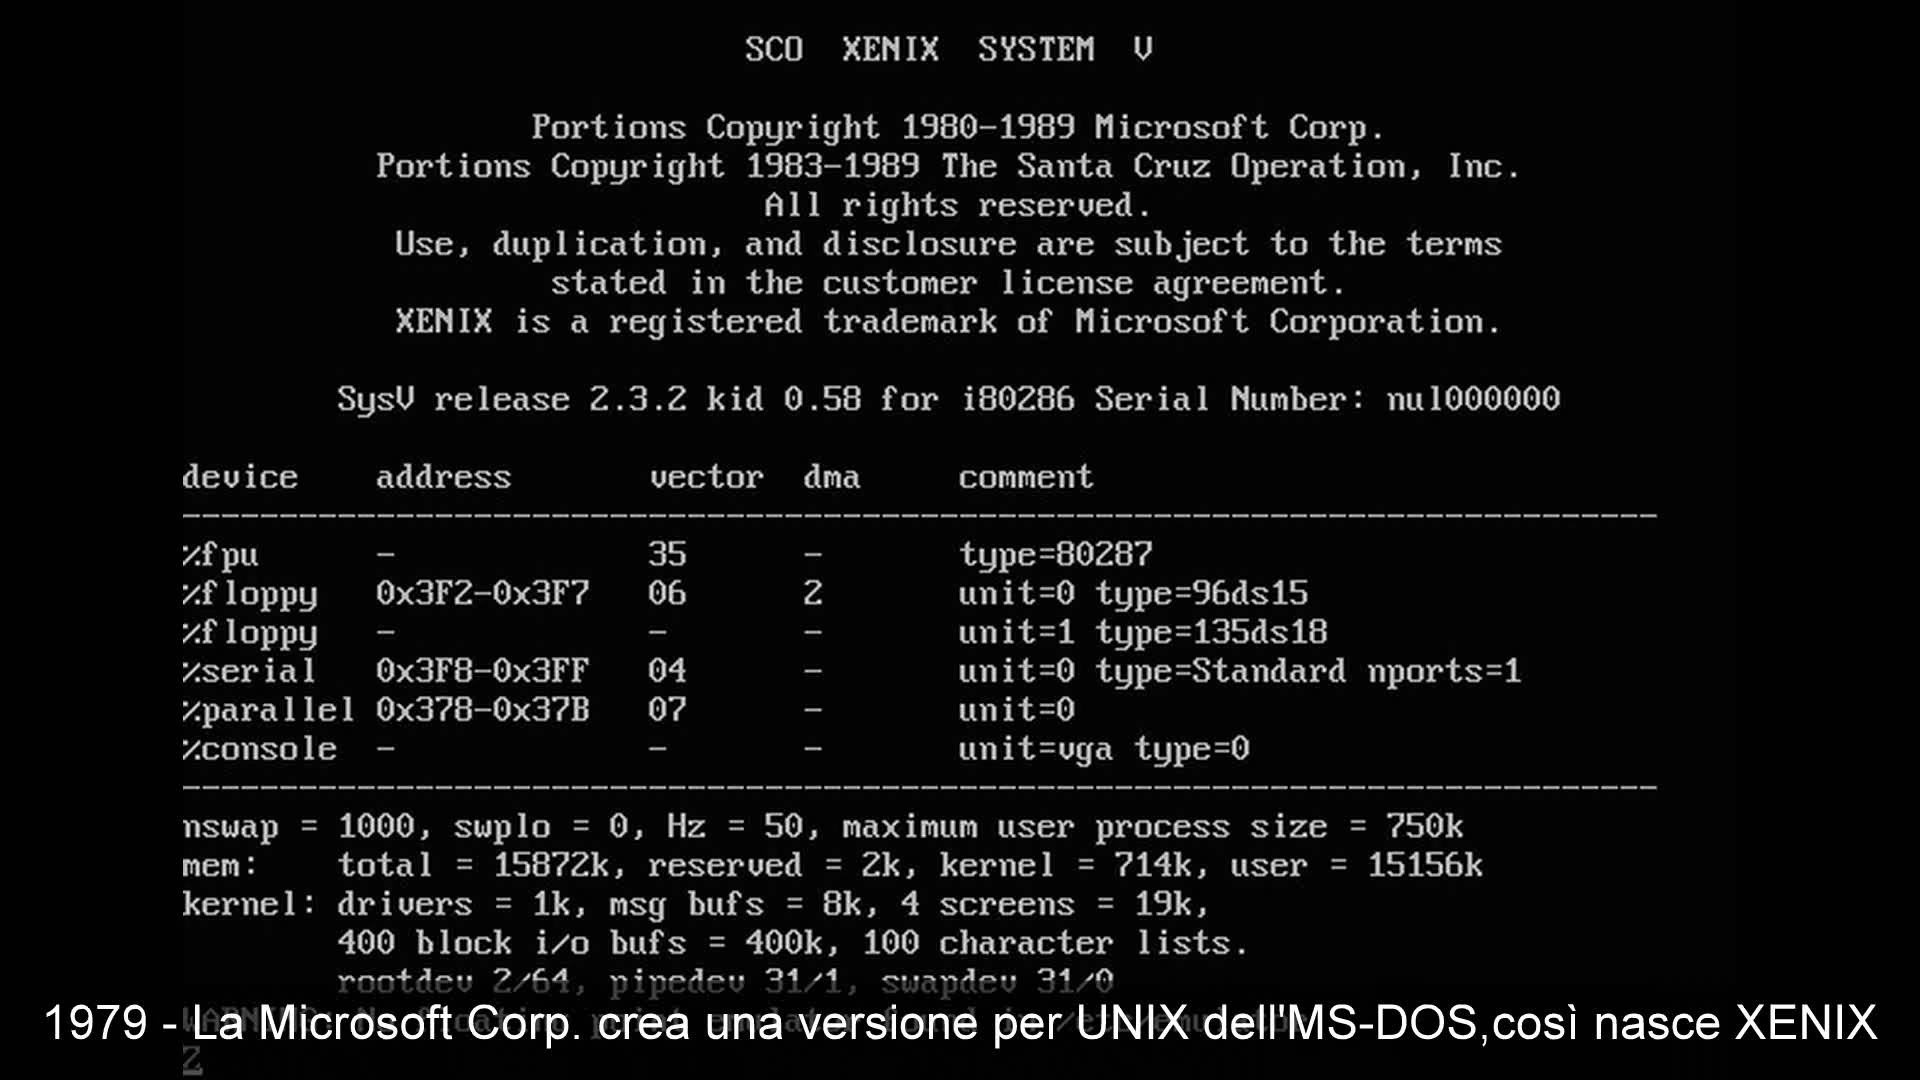 SCO XENIX SYSTEM V
Portions Copyright 1980-1989 Microsoft Corp.
Portions Copyright 1983-1989 The Santa Cruz Operation, Inc.
All rights reserved.
Use, duplication, and disclosure are subject to the terms
stated in the customer license agreement.
XENIX is a registered trademark of Microsoft Corporation.
SysV release 2.3.2 kid 0.58 for i80286 Serial Number: nul000000
device address vector dma comment
--------------------------------------------------------------------------------
%fpu - 35 - type=80287
%floppy 0x3F2-0x3F7 06 2 unit=0 type=96ds15
%floppy - - - unit=1 type=135ds18
%serial 0x3F8-0x3FF 04 - unit=0 type=Standard nports=1
%parallel 0x378-0x37B 07 - unit=0
%console - - - unit=vga type=0
--------------------------------------------------------------------------------
nswap = 1000, swplo = 0, Hz = 50, maximum user process size = 750k
mem: total = 15872k, reserved = 2k, kernel = 714k, user = 15156k
kernel: drivers = 1k, msg bufs = 8k, 4 screens = 19k,
400 block i/o bufs = 400k, 100 character lists.
rootdev 2/64, pipedev 31/1, swapdev 31/0
1979 - La Microsoft Corp. crea una versione per UNIX dell'MS-DOS,così nasce XENIX
Z